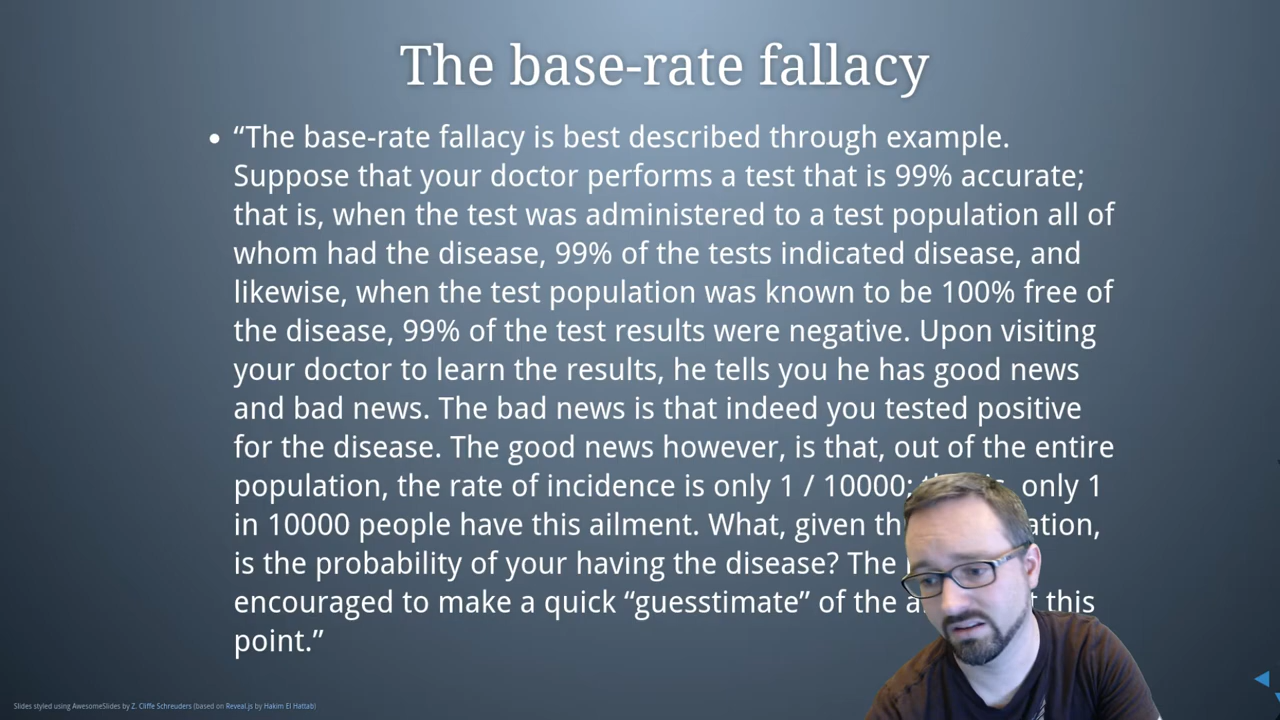 The base-rate fallacy
• “The base-rate fallacy is best described through example.
Suppose that your doctor performs a test that is 99% accurate;
that is, when the test was administered to a test population all of
whom had the disease, 99% of the tests indicated disease, and
likewise, when the test population was known to be 100% free of
the disease, 99% of the test results were negative. Upon visiting
your doctor to learn the results, he tells you he has good news
and bad news. The bad news is that indeed you tested positive
for the disease. The good news however, is that, out of the entire
population, the rate of incidence is only 1 / 10000; only 1
in 10000 people have this ailment. What, given
is the probability of your having the disease? The
encouraged to make a quick “guesstimate” of the this
point.”
Slides styled using AwesomeSlides by Z. Cliffe Schreuders (based on Reveal.js by Hakim El Hattab)